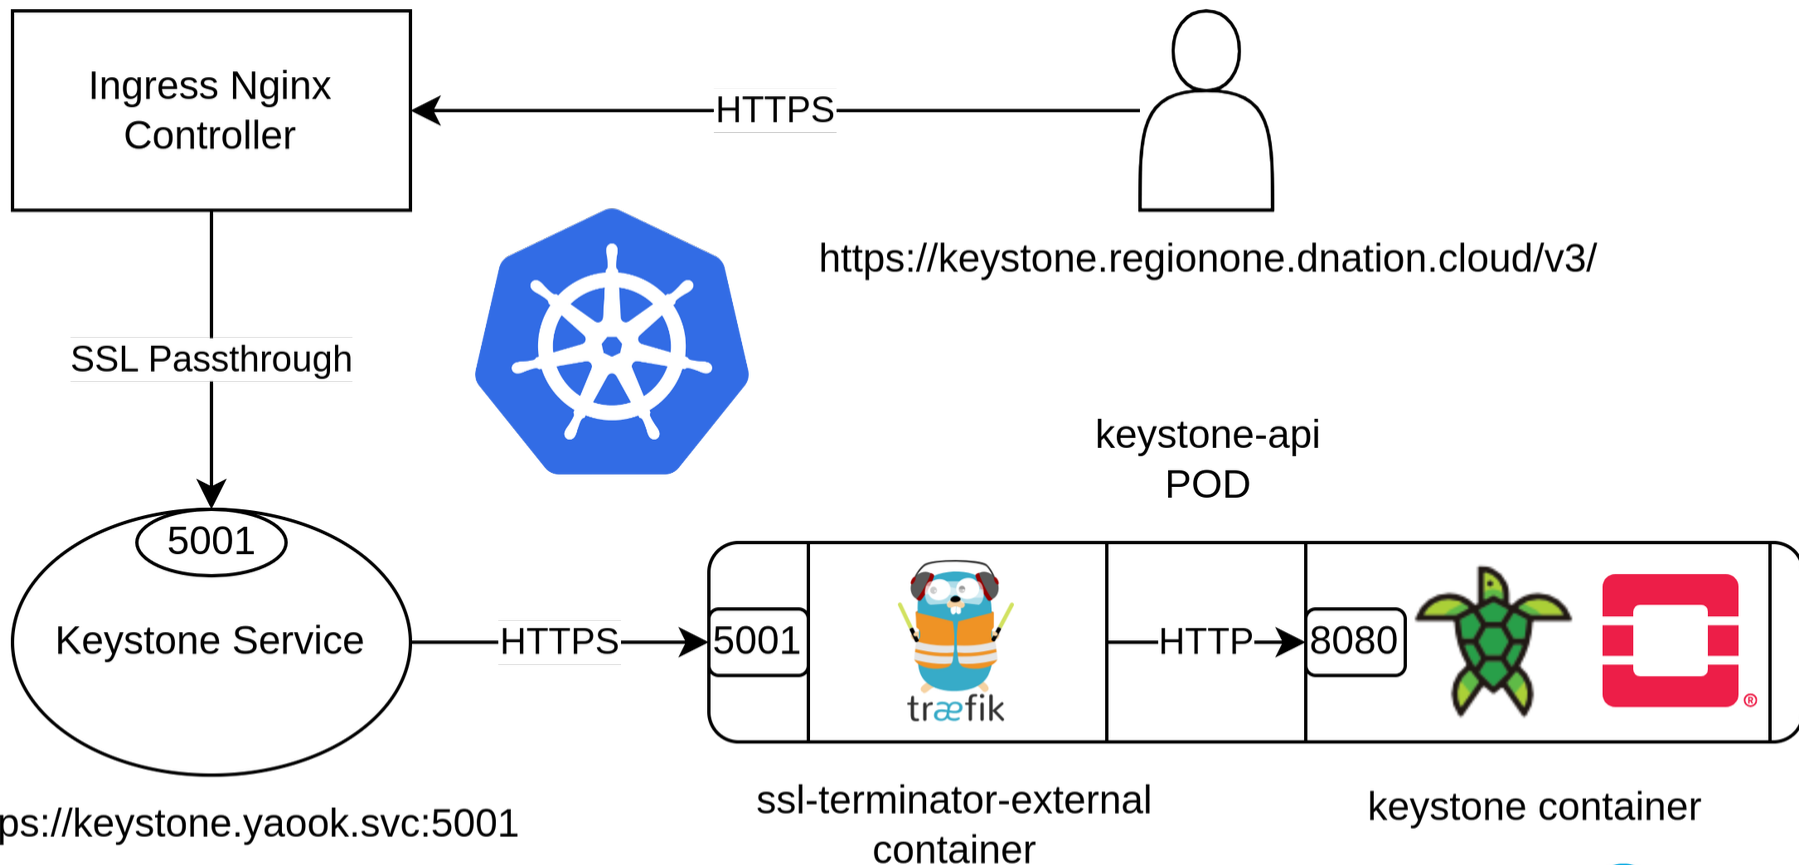 Ingress Nginx
Controller
HTTPS
https://keystone.regionone.dnation.cloud/v3/
SSL Passthrough
keystone-api
POD
5001
Keystone Service
HTTPS
5001
træfik
HTTP
8080
®
ps://keystone.yaook.svc:5001
ssl-terminator-external
container
keystone container